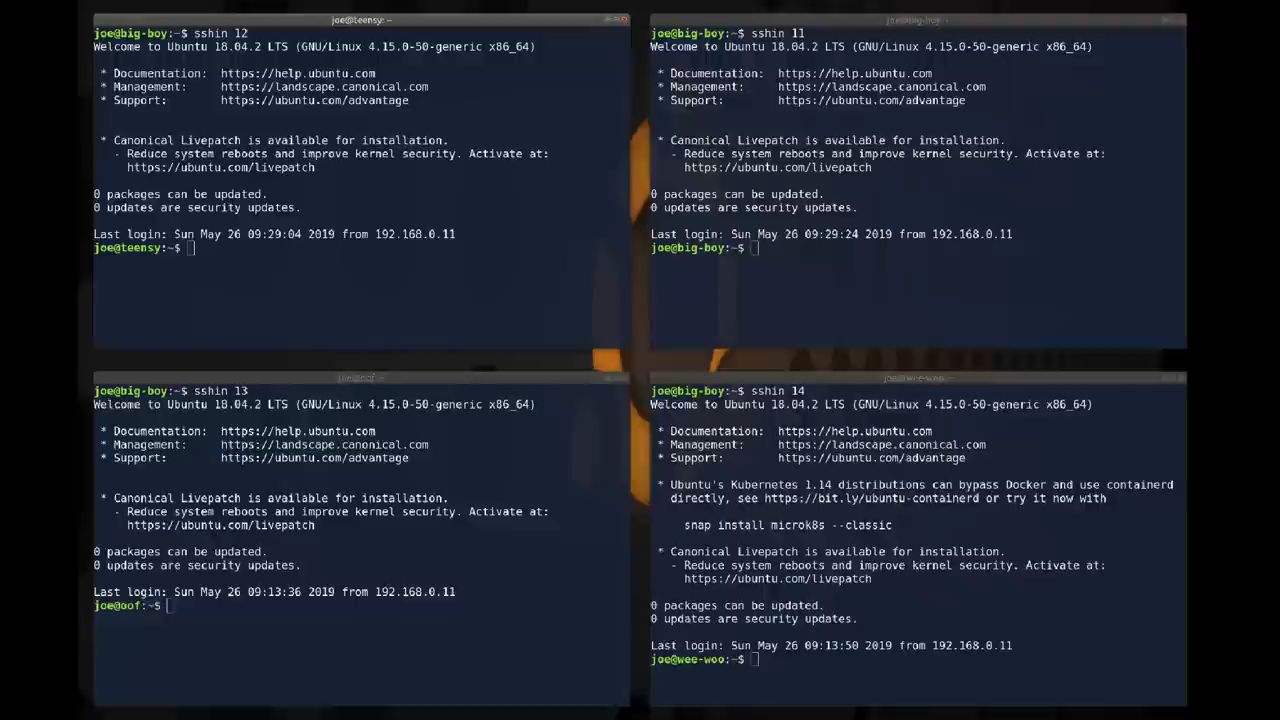 joe@teensy: ~
joe@big-boy:~$ sshin 12
Welcome to Ubuntu 18.04.2 LTS (GNU/Linux 4.15.0-50-generic x86_64)
* Documentation: https://help.ubuntu.com
* Management: https://landscape.canonical.com
* Support: https://ubuntu.com/advantage
* Canonical Livepatch is available for installation.
- Reduce system reboots and improve kernel security. Activate at:
https://ubuntu.com/livepatch
0 packages can be updated.
0 updates are security updates.
Last login: Sun May 26 09:29:04 2019 from 192.168.0.11
joe@teensy:~$
joe@big-boy: ~
joe@big-boy:~$ sshin 11
Welcome to Ubuntu 18.04.2 LTS (GNU/Linux 4.15.0-50-generic x86_64)
* Documentation: https://help.ubuntu.com
* Management: https://landscape.canonical.com
* Support: https://ubuntu.com/advantage
* Canonical Livepatch is available for installation.
- Reduce system reboots and improve kernel security. Activate at:
https://ubuntu.com/livepatch
0 packages can be updated.
0 updates are security updates.
Last login: Sun May 26 09:29:24 2019 from 192.168.0.11
joe@big-boy:~$
joe@oof: ~
joe@big-boy:~$ sshin 13
Welcome to Ubuntu 18.04.2 LTS (GNU/Linux 4.15.0-50-generic x86_64)
* Documentation: https://help.ubuntu.com
* Management: https://landscape.canonical.com
* Support: https://ubuntu.com/advantage
* Canonical Livepatch is available for installation.
- Reduce system reboots and improve kernel security. Activate at:
https://ubuntu.com/livepatch
0 packages can be updated.
0 updates are security updates.
Last login: Sun May 26 09:13:36 2019 from 192.168.0.11
joe@oof:~$
joe@wee-woo: ~
joe@big-boy:~$ sshin 14
Welcome to Ubuntu 18.04.2 LTS (GNU/Linux 4.15.0-50-generic x86_64)
* Documentation: https://help.ubuntu.com
* Management: https://landscape.canonical.com
* Support: https://ubuntu.com/advantage
* Ubuntu's Kubernetes 1.14 distributions can bypass Docker and use containerd
directly, see https://bit.ly/ubuntu-containerd or try it now with
snap install microk8s --classic
* Canonical Livepatch is available for installation.
- Reduce system reboots and improve kernel security. Activate at:
https://ubuntu.com/livepatch
0 packages can be updated.
0 updates are security updates.
Last login: Sun May 26 09:13:50 2019 from 192.168.0.11
joe@wee-woo:~$